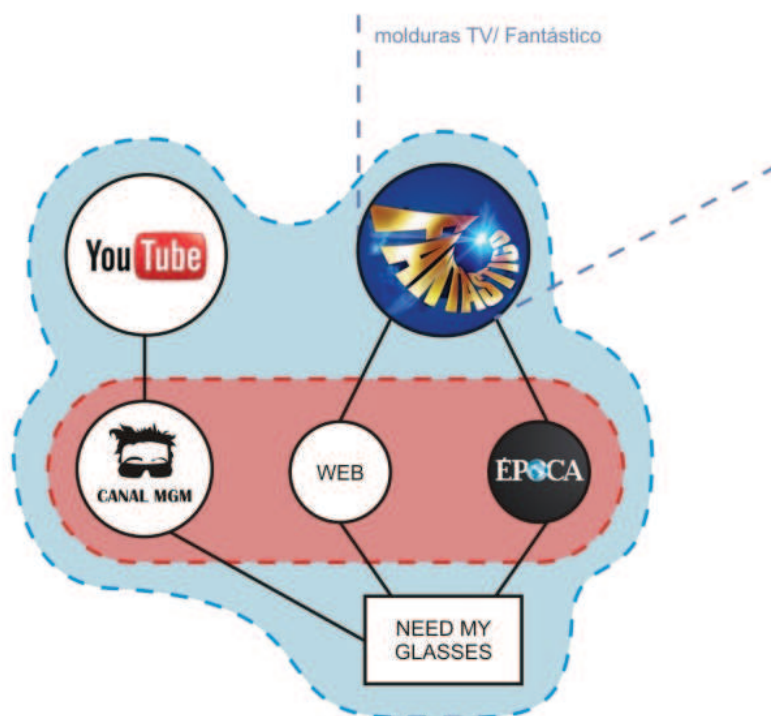 molduras TV/ Fantástico
YouTube
FANTÁSTICO
CANAL MGM
WEB
ÉPOCA
NEED MY
GLASSES